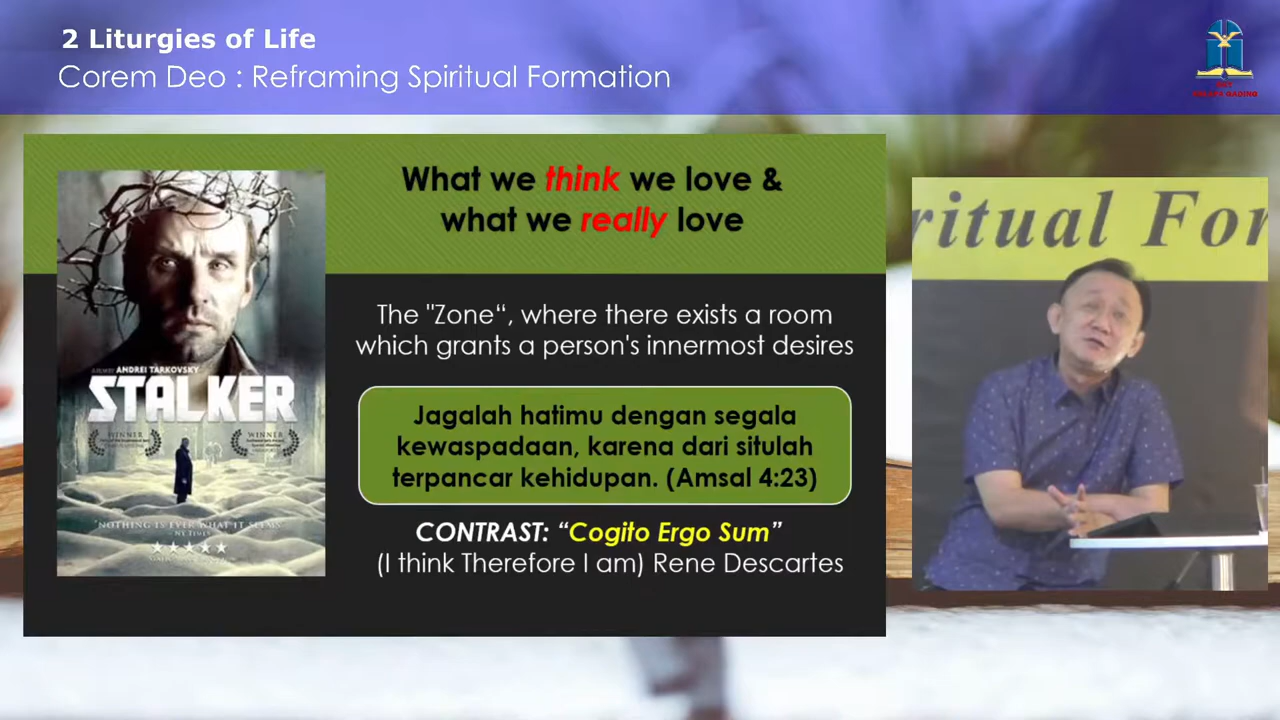 2 Liturgies of Life
Corem Deo : Reframing Spiritual Formation
GADING
What we think we love &
what we really love
ritual For
ANDREI TARKOVSKY
STALKER
WINNER
WINNER
"NOTHING IS EVER WHAT IT SEEMS"
The "Zone“, where there exists a room
which grants a person's innermost desires
Jagalah hatimu dengan segala
kewaspadaan, karena dari situlah
terpancar kehidupan. (Amsal 4:23)
CONTRAST: “Cogito Ergo Sum”
(I think Therefore I am) Rene Descartes